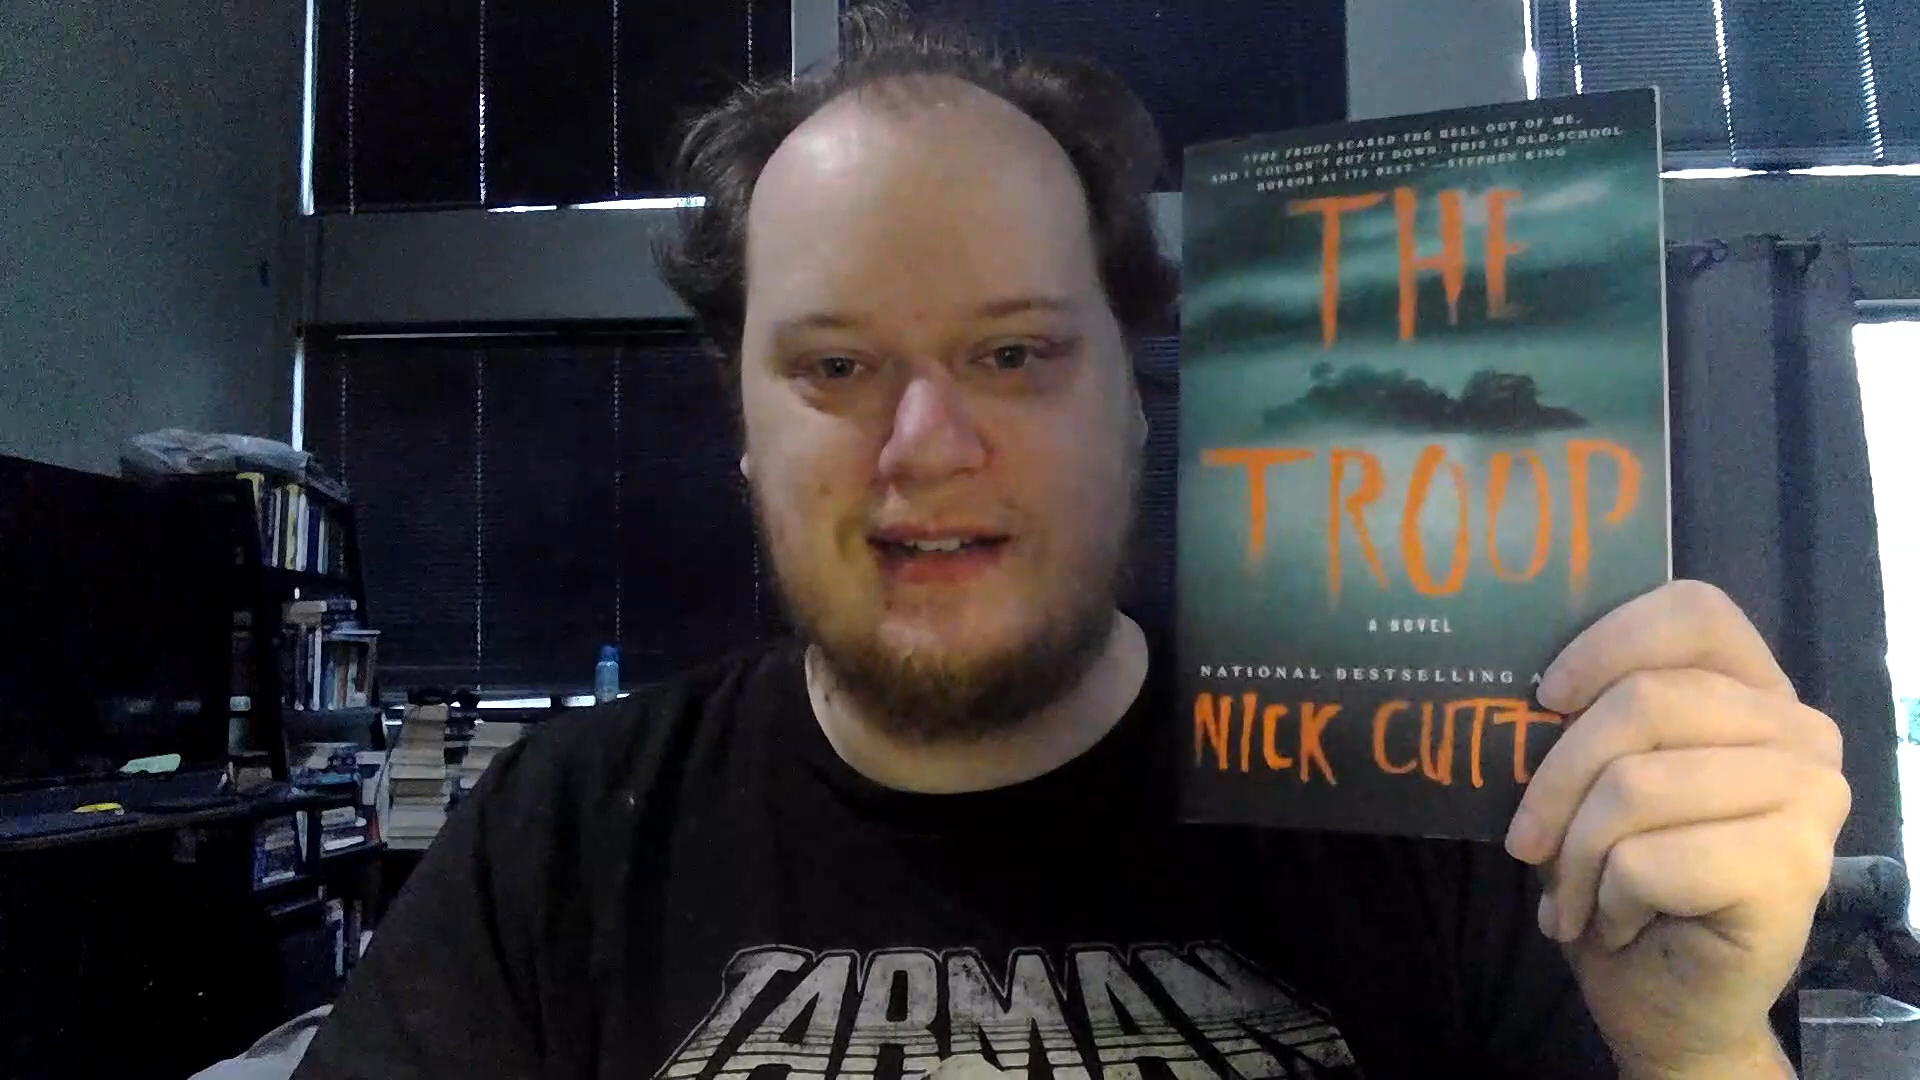 "THE TROOP SCARED THE HELL OUT OF ME,
AND I COULDN'T PUT IT DOWN. THIS IS OLD-SCHOOL
HORROR AT ITS BEST." —STEPHEN KING
THE
TROOP
A NOVEL
NATIONAL BESTSELLING A
NICK CUTT
TARMAN